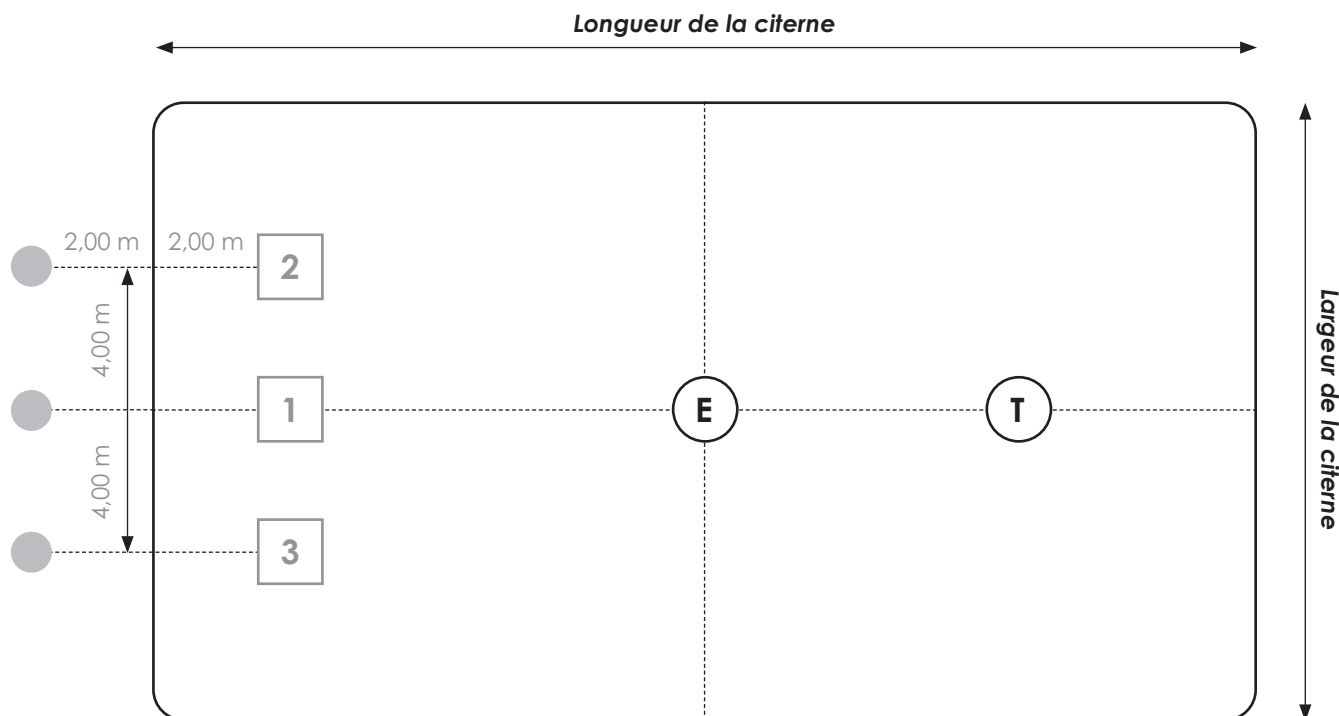 Longueur de la citerne
2,00 m
2,00 m
2
4,00 m
1
E
T
4,00 m
3
Largeur de la citerne